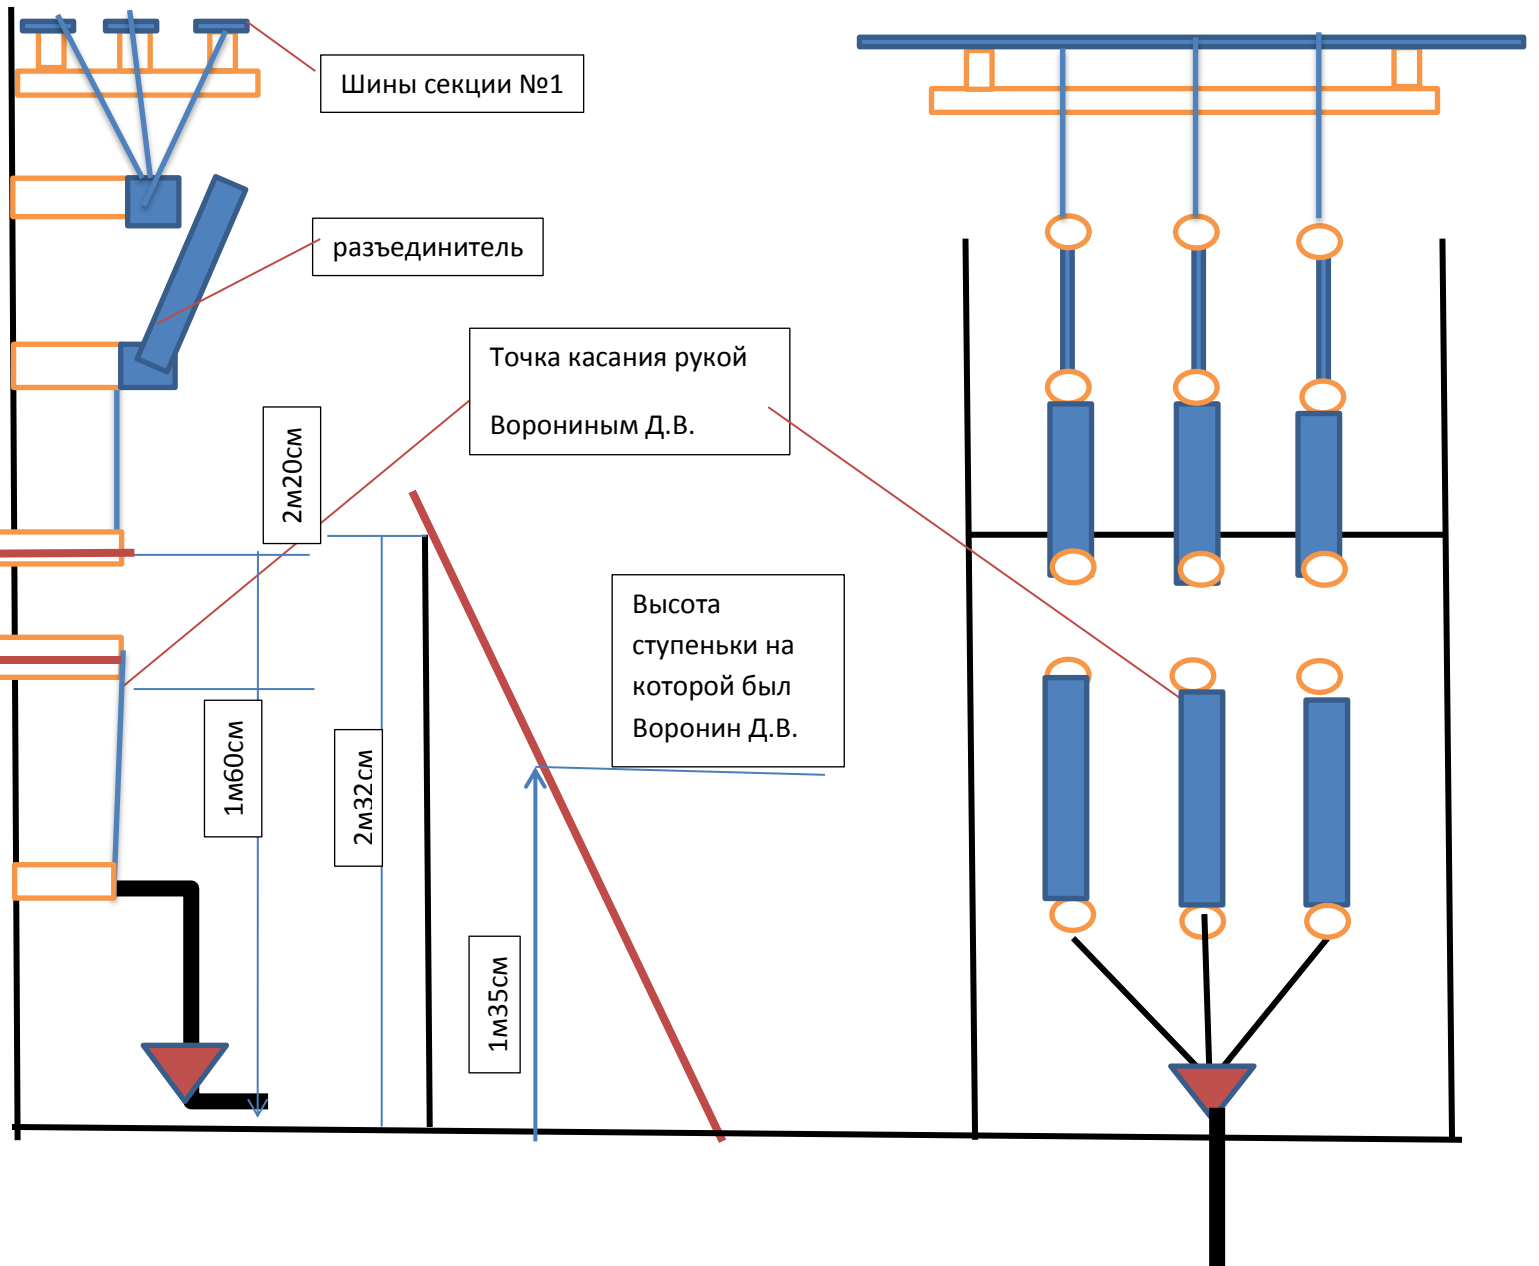 Шины секции №1
разъединитель
Точка касания рукой
Ворониным Д.В.
2м20см
Высота
ступеньки на
которой был
Воронин Д.В.
1м60см
2м32см
1м35см